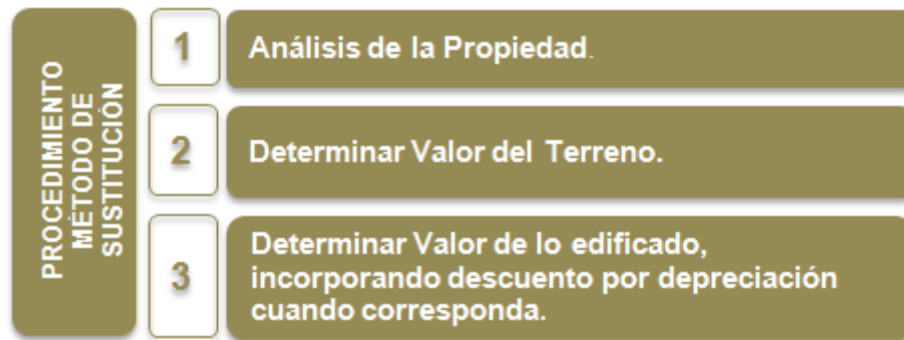 PROCEDIMIENTO
MÉTODO DE
SUSTITUCIÓN
1
Análisis de la Propiedad.
2
Determinar Valor del Terreno.
3
Determinar Valor de lo edificado,
incorporando descuento por depreciación
cuando corresponda.